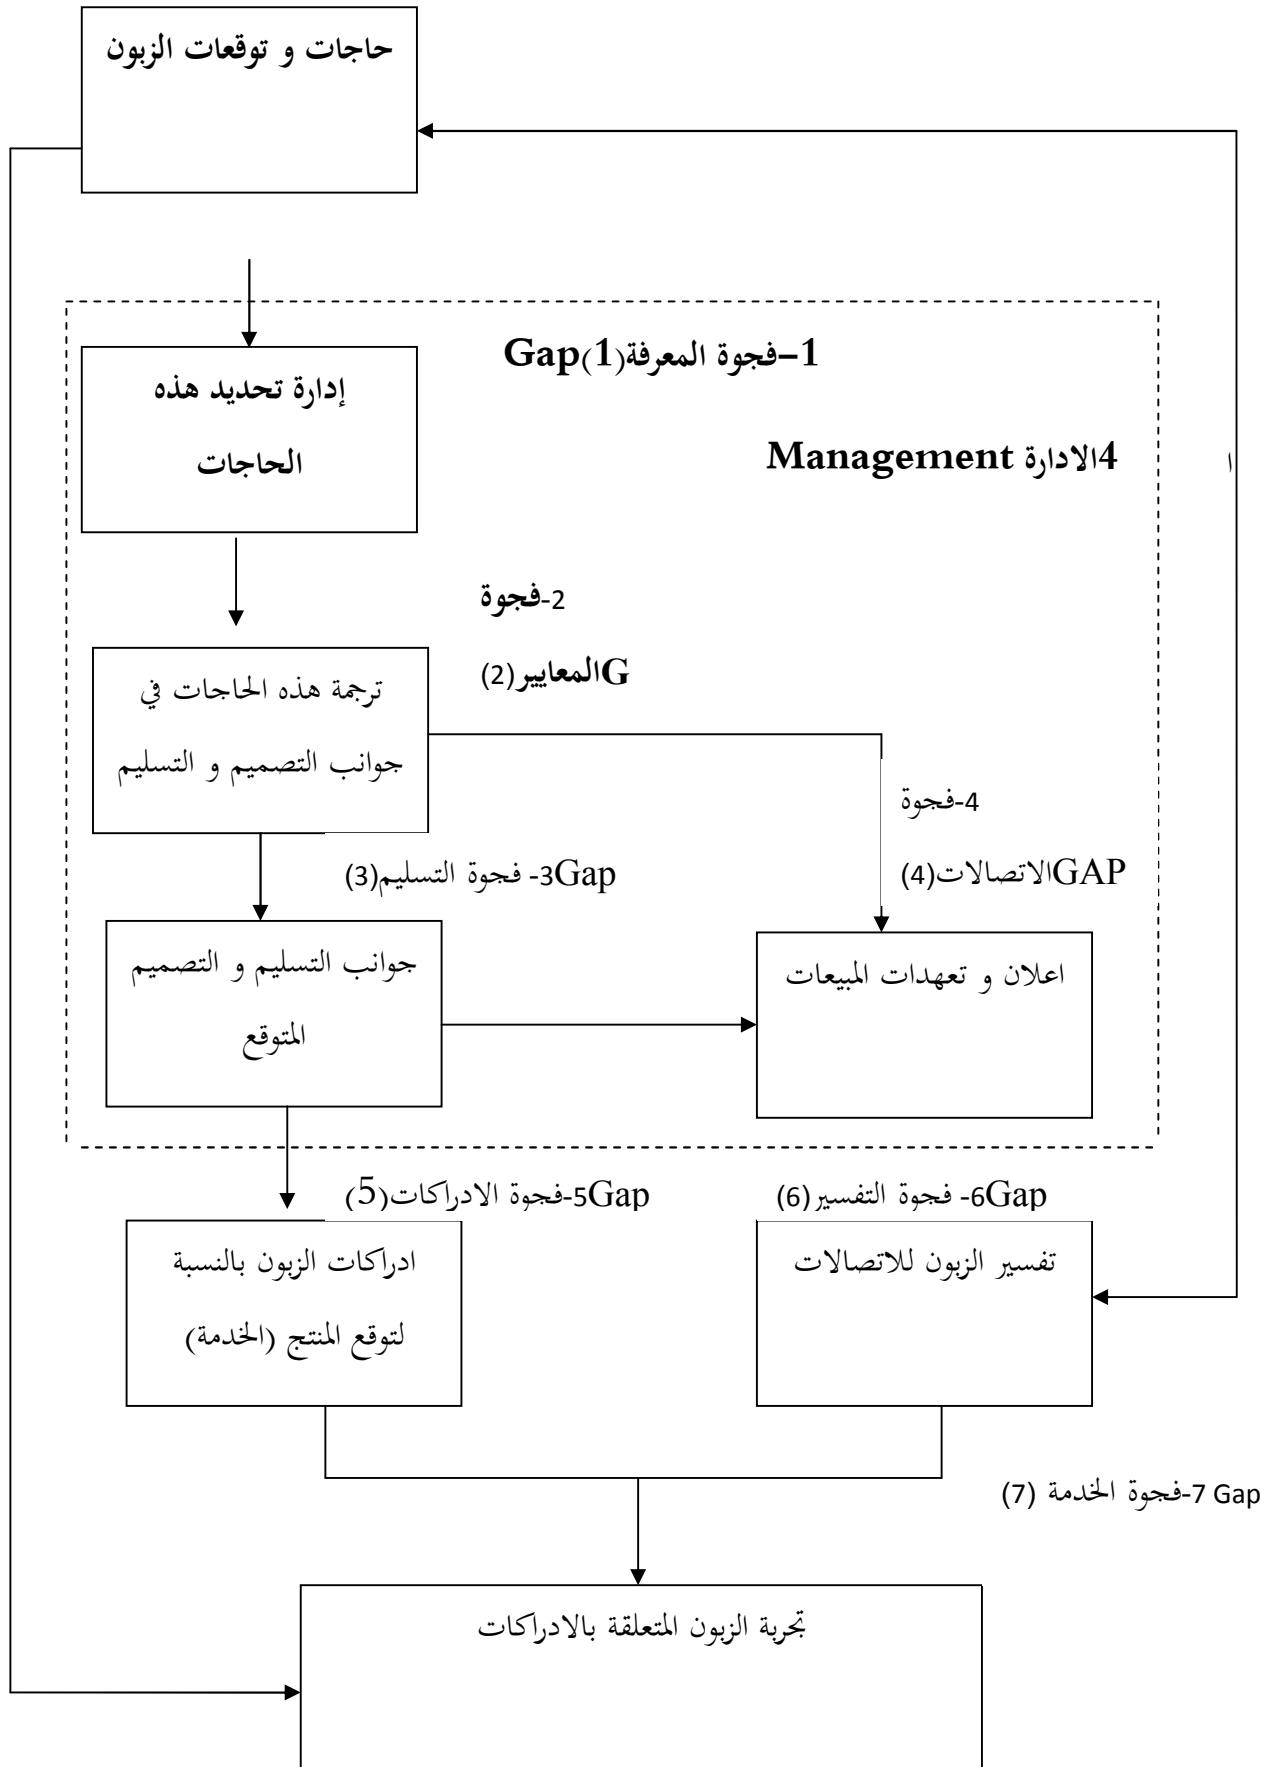 حاجات و توقعات الزبون
1–فجوة المعرفة(1)Gap
إدارة تحديد هذه
الحاجات
4الادارة Management
ا
2-فجوة
Gالمعايير(2)
ترجمة هذه الحاجات في
جوانب التصميم و التسليم
4-فجوة
GAPالاتصالات(4)
3Gap- فجوة التسليم(3)
جوانب التسليم و التصميم
المتوقع
اعلان و تعهدات المبيعات
5Gap-فجوة الادراكات(5)
6Gap- فجوة التفسير(6)
ادراكات الزبون بالنسبة
لتوقع المنتج (الخدمة)
تفسير الزبون للاتصالات
7 Gap-فجوة الخدمة (7)
تجربة الزبون المتعلقة بالادراكات